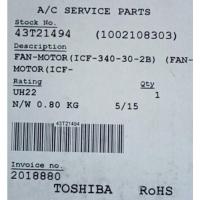 A/C SERVICE PARTS
Stock No.
43T21494 (1002108303)
Description
FAN-MOTOR(ICF-340-30-2B) (FAN-
MOTOR(ICF-
Rating Qty
UH22 1
N/W 0.80 KG 5/15
43T21494
Invoice no.
2018880
TOSHIBA RoHS